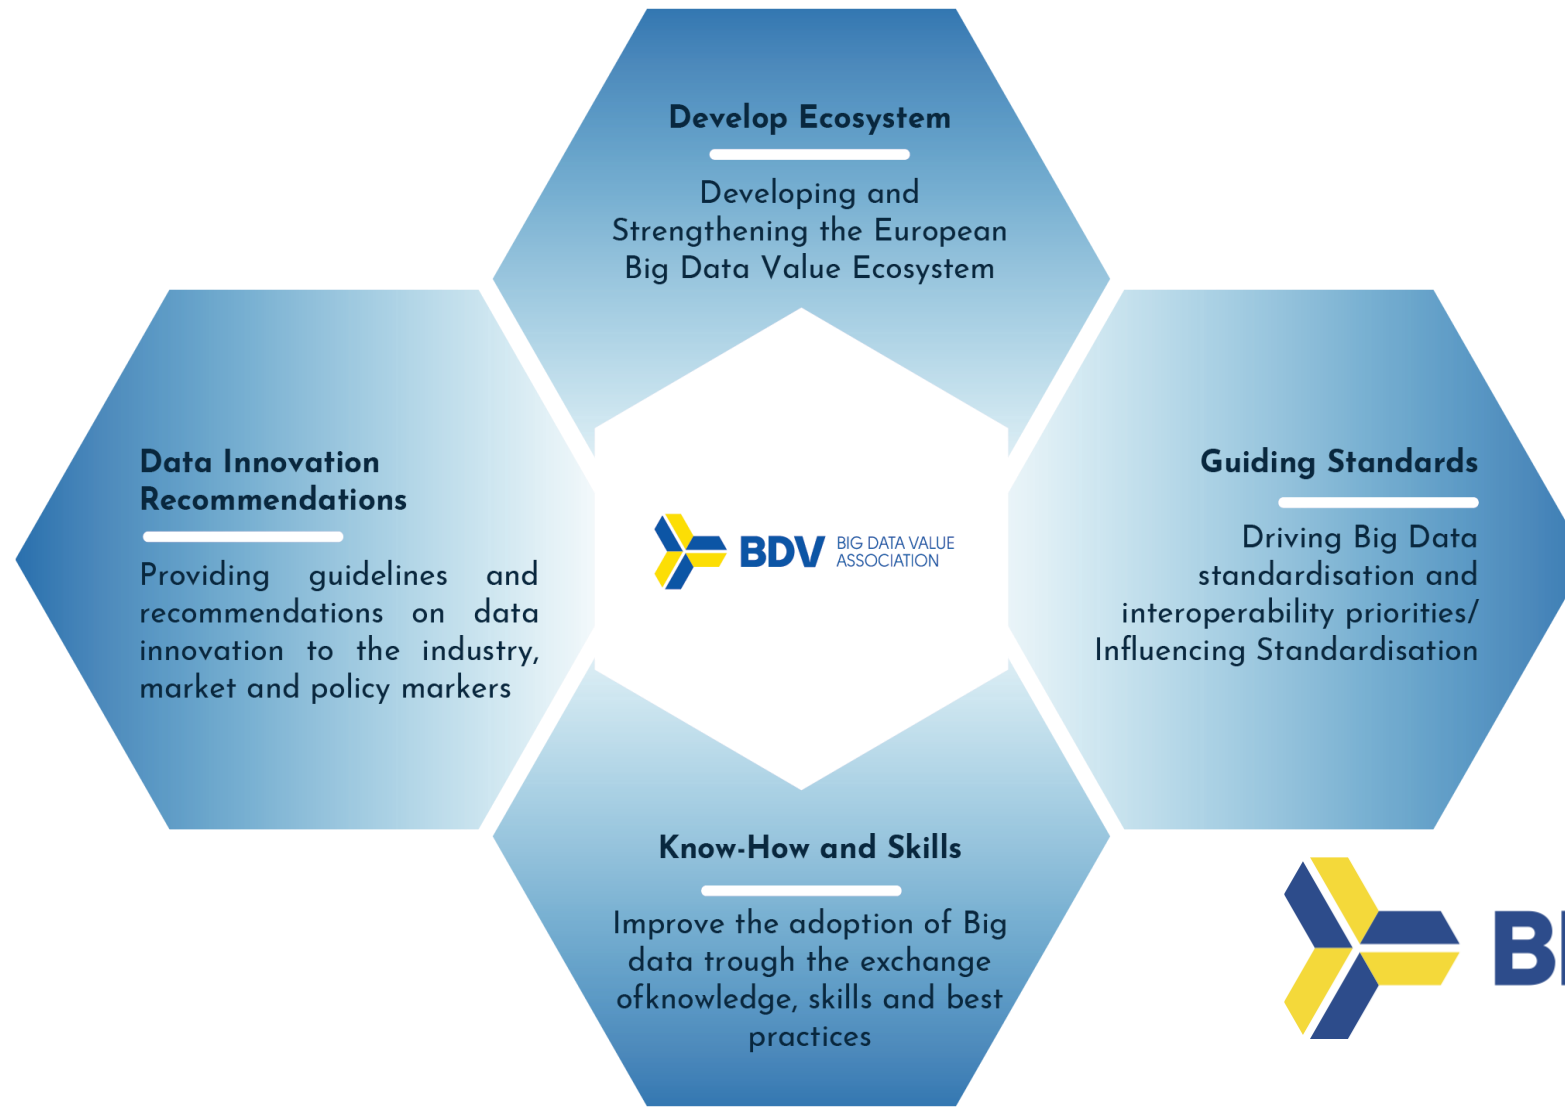 Develop Ecosystem
Developing and
Strengthening the European
Big Data Value Ecosystem
Data Innovation
Recommendations
Providing guidelines and
recommendations on data
innovation to the industry,
market and policy markers
BDV
BIG DATA VALUE
ASSOCIATION
Guiding Standards
Driving Big Data
standardisation and
interoperability priorities/
Influencing Standardisation
Know-How and Skills
Improve the adoption of Big
data trough the exchange
ofknowledge, skills and best
practices